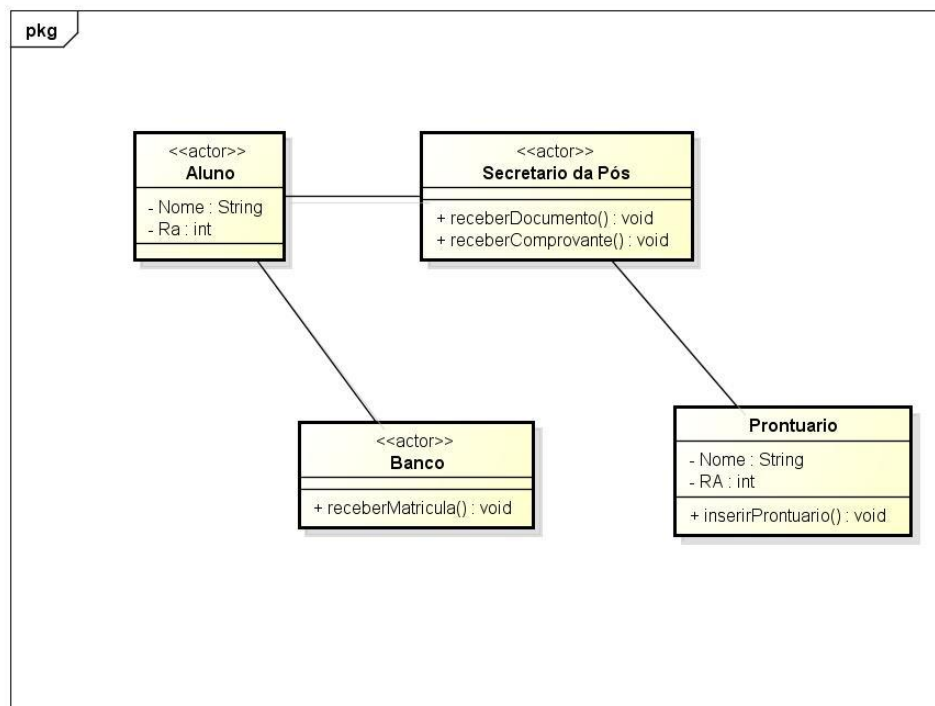 pkg
<<actor>>
Aluno
- Nome : String
- Ra : int
<<actor>>
Secretario da Pós
+ receberDocumento() : void
+ receberComprovante() : void
<<actor>>
Banco
+ receberMatricula() : void
Prontuario
- Nome : String
- RA : int
+ inserirProntuario() : void